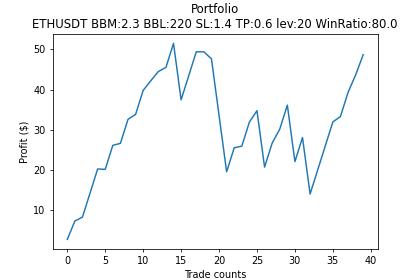 Portfolio
ETHUSDT BBM:2.3 BBL:220 SL:1.4 TP:0.6 lev:20 WinRatio:80.0
Profit ($)
50
40
30
20
10
0 5 10 15 20 25 30 35 40
Trade counts